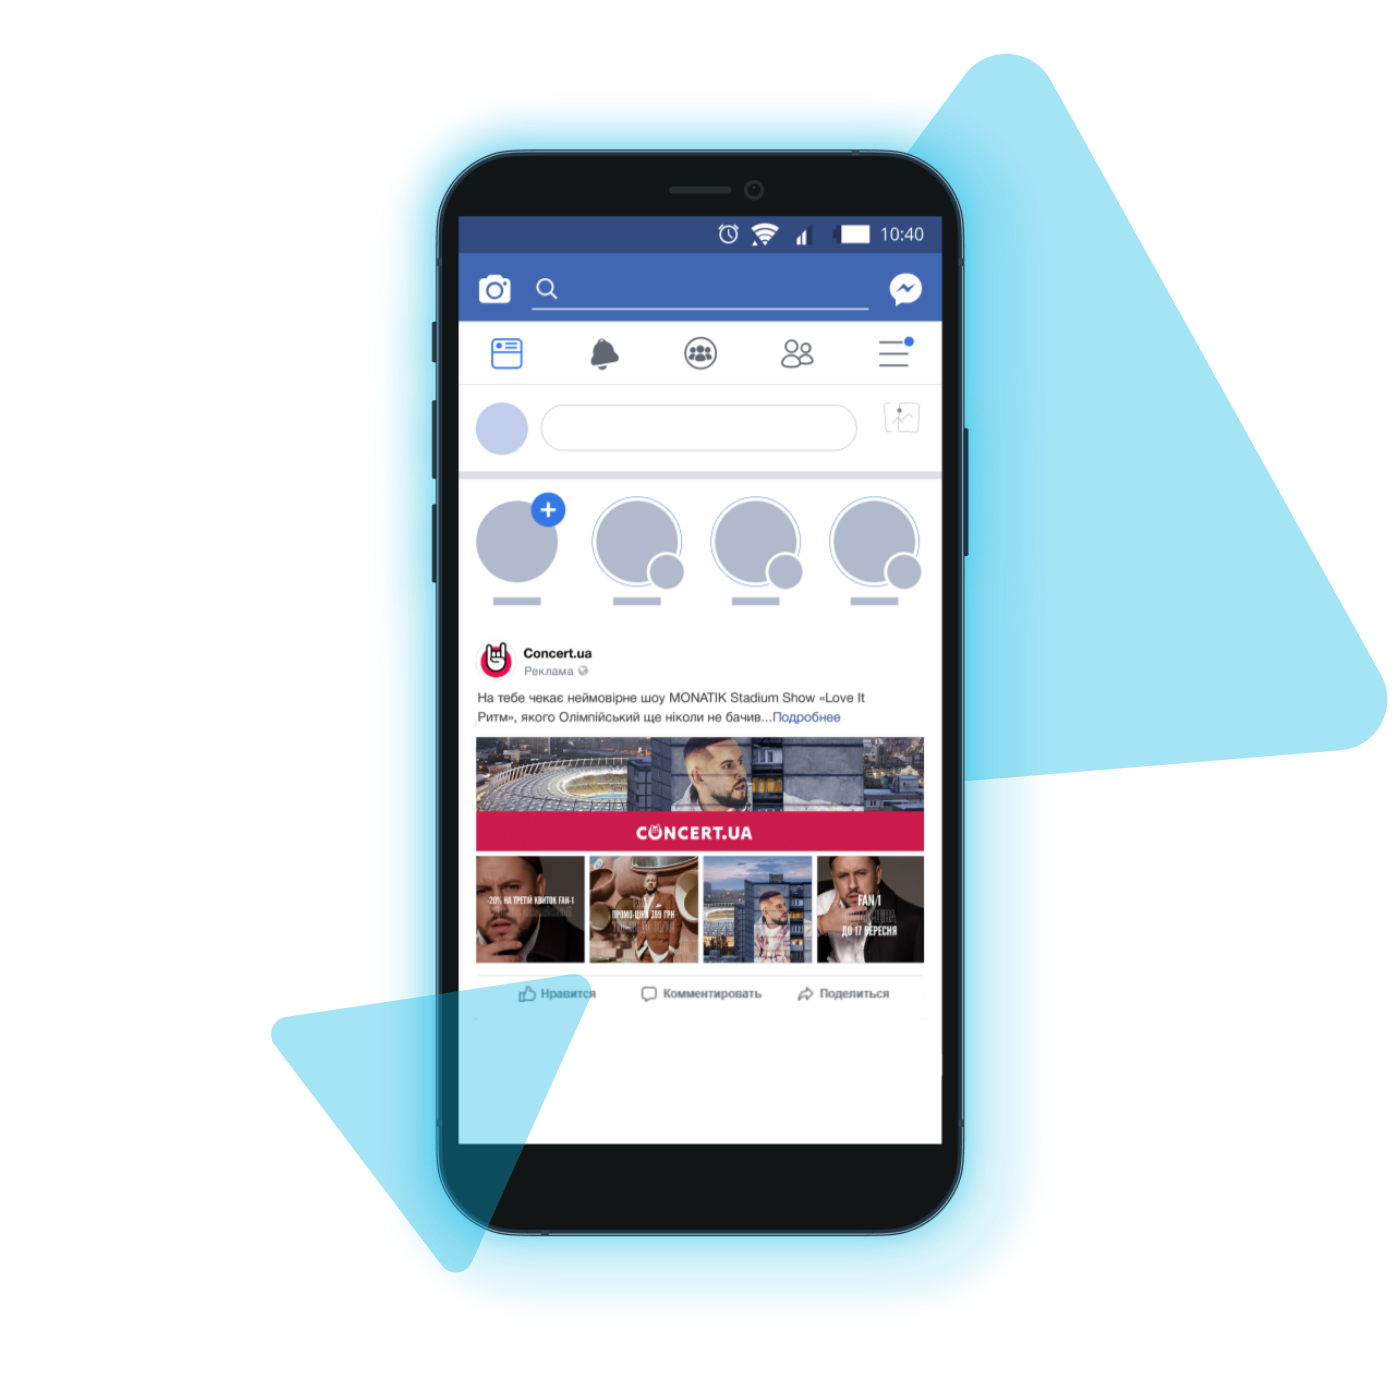 10:40
Concert.ua
Реклама
На тебе чекає неймовірне шоу MONATIK Stadium Show «Love It
Ритм», якого Олімпійський ще ніколи не бачив...Подробнее
CONCERT.UA
-20% НА ТРЕТІЙ КВИТОК FAN-1
ПРОМО-ЦІНА 399 ГРН
FAN 1
ДО 17 ВЕРЕСНЯ
Нравится
Комментировать
Поделиться